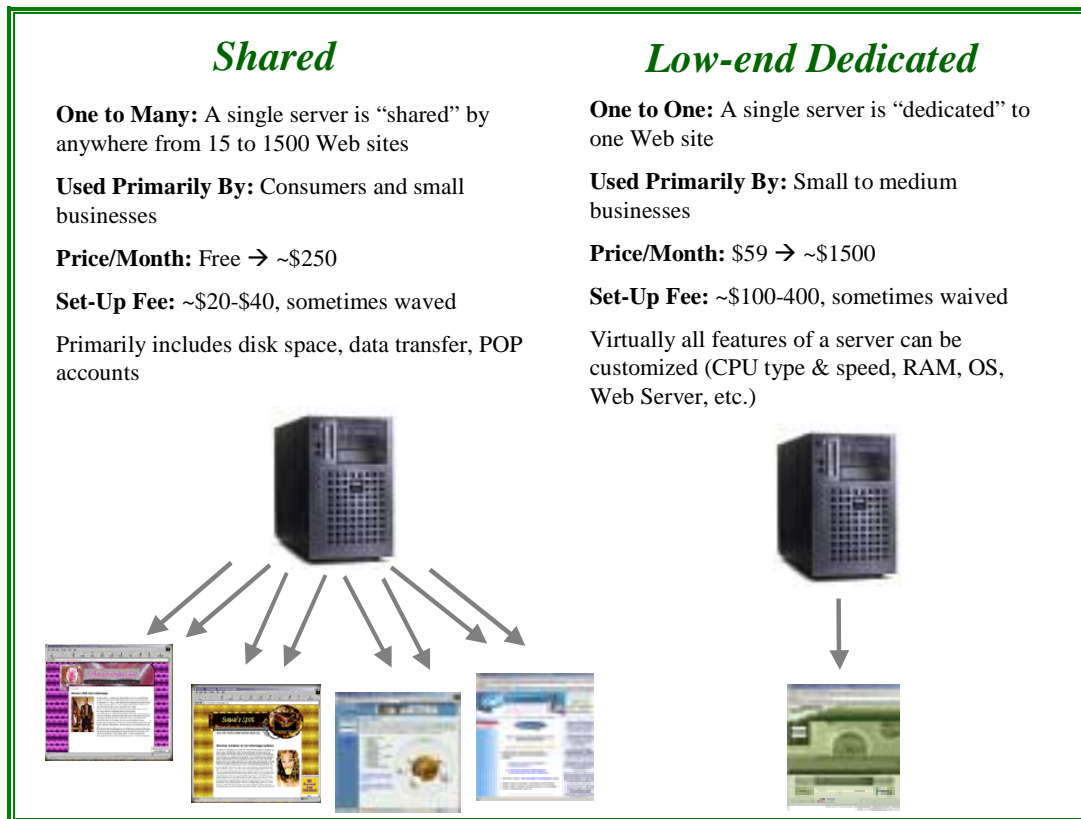 Shared
One to Many: A single server is “shared” by
anywhere from 15 to 1500 Web sites
Used Primarily By: Consumers and small
businesses
Price/Month: Free → ~$250
Set-Up Fee: ~$20-$40, sometimes waved
Primarily includes disk space, data transfer, POP
accounts
Low-end Dedicated
One to One: A single server is “dedicated” to
one Web site
Used Primarily By: Small to medium
businesses
Price/Month: $59 → ~$1500
Set-Up Fee: ~$100-400, sometimes waived
Virtually all features of a server can be
customized (CPU type & speed, RAM, OS,
Web Server, etc.)